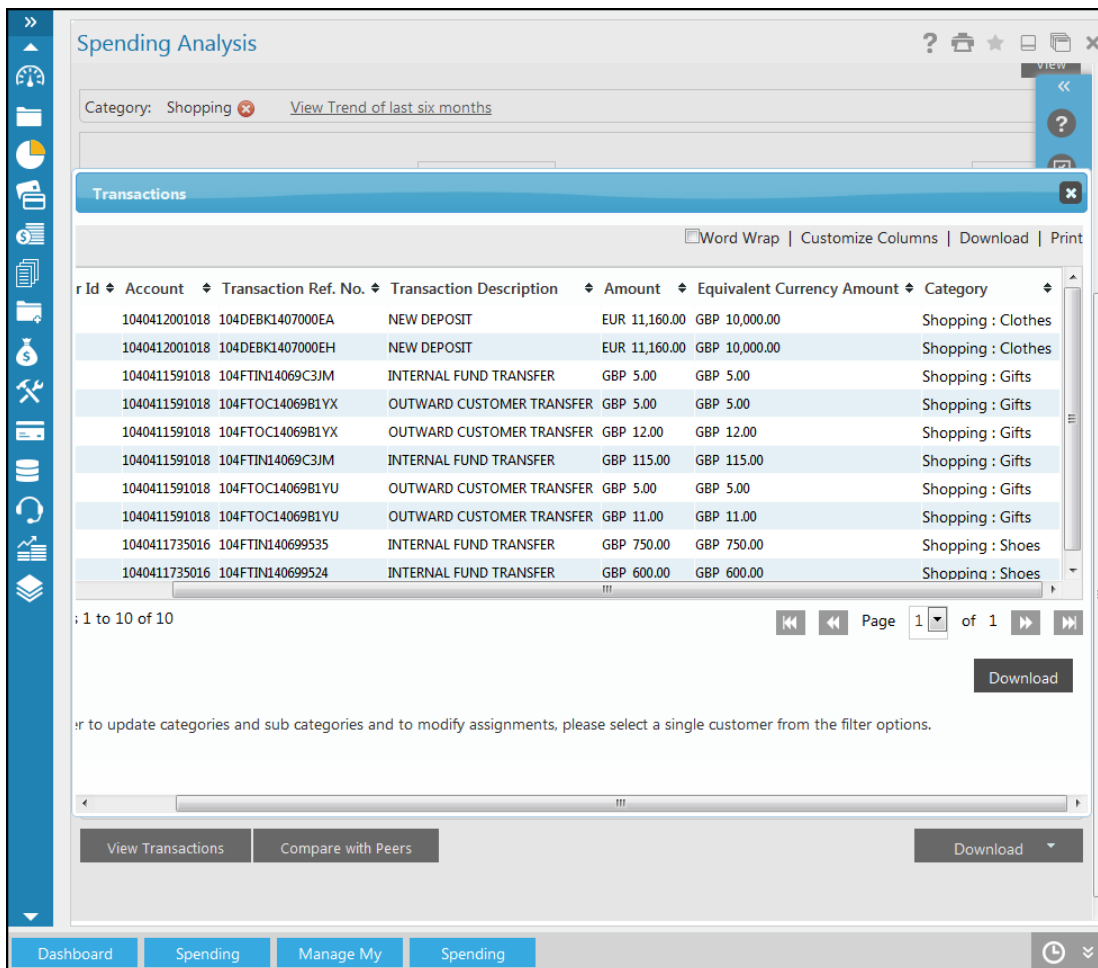 Spending Analysis
View
Category: Shopping View Trend of last six months
Transactions
Word Wrap | Customize Columns | Download | Print
r Id Account Transaction Ref. No. Transaction Description Amount Equivalent Currency Amount Category
1040412001018 104DEBK1407000EA NEW DEPOSIT EUR 11,160.00 GBP 10,000.00 Shopping : Clothes
1040412001018 104DEBK1407000EH NEW DEPOSIT EUR 11,160.00 GBP 10,000.00 Shopping : Clothes
1040411591018 104FTIN14069C3JM INTERNAL FUND TRANSFER GBP 5.00 GBP 5.00 Shopping : Gifts
1040411591018 104FTOC14069B1YX OUTWARD CUSTOMER TRANSFER GBP 5.00 GBP 5.00 Shopping : Gifts
1040411591018 104FTOC14069B1YX OUTWARD CUSTOMER TRANSFER GBP 12.00 GBP 12.00 Shopping : Gifts
1040411591018 104FTIN14069C3JM INTERNAL FUND TRANSFER GBP 115.00 GBP 115.00 Shopping : Gifts
1040411591018 104FTOC14069B1YU OUTWARD CUSTOMER TRANSFER GBP 5.00 GBP 5.00 Shopping : Gifts
1040411591018 104FTOC14069B1YU OUTWARD CUSTOMER TRANSFER GBP 11.00 GBP 11.00 Shopping : Gifts
1040411735016 104FTIN140699535 INTERNAL FUND TRANSFER GBP 750.00 GBP 750.00 Shopping : Shoes
1040411735016 104FTIN140699524 INTERNAL FUND TRANSFER GBP 600.00 GBP 600.00 Shopping : Shoes
s 1 to 10 of 10 Page 1 of 1
Download
er to update categories and sub categories and to modify assignments, please select a single customer from the filter options.
View Transactions Compare with Peers Download
Dashboard Spending Manage My Spending